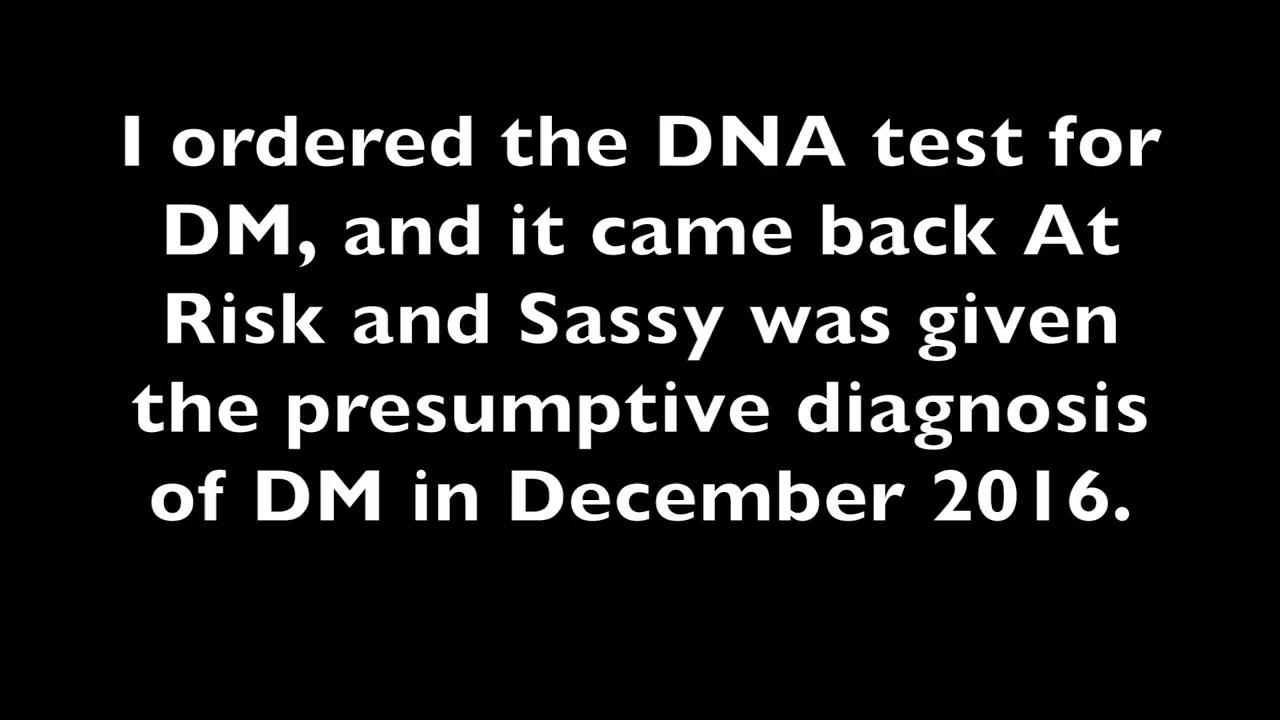 I ordered the DNA test for
DM, and it came back At
Risk and Sassy was given
the presumptive diagnosis
of DM in December 2016.